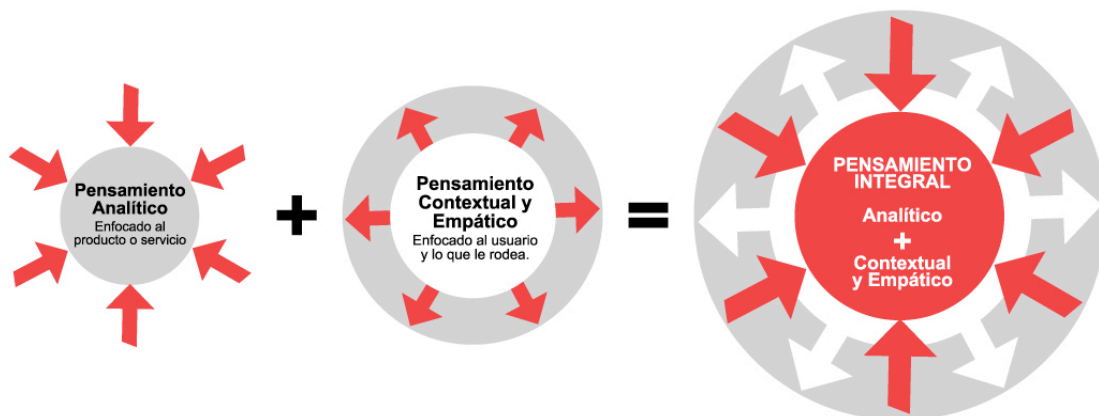 Pensamiento
Analítico
Enfocado al
producto o servicio
+
Pensamiento
Contextual y
Empático
Enfocado al usuario
y lo que le rodea.
=
PENSAMIENTO
INTEGRAL
Analítico
+
Contextual
y Empático